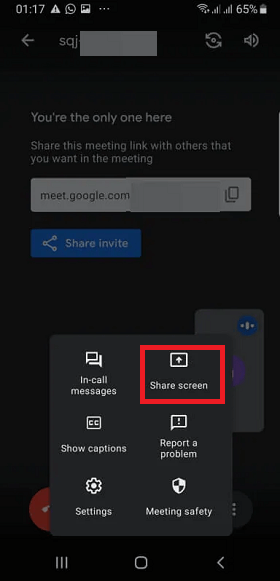 01:17
65%
sqj-
You're the only one here
Share this meeting link with others that
you want in the meeting
meet.google.com
Share invite
In-call
messages
Share screen
Show captions
Report a
problem
Settings
Meeting safety